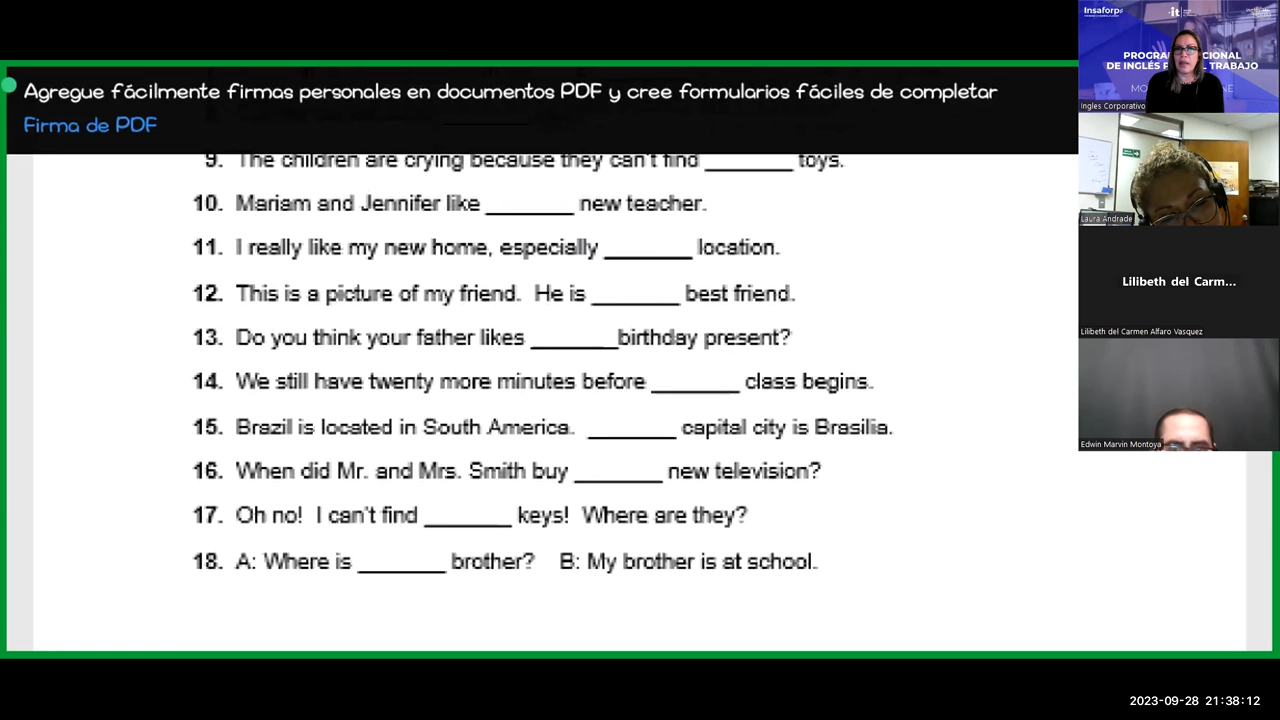 Agregue fácilmente firmas personales en documentos PDF y cree formularios fáciles de completar
Firma de PDF
9. The children are crying because they can't find ________ toys.
10. Mariam and Jennifer like ________ new teacher.
11. I really like my new home, especially ________ location.
12. This is a picture of my friend. He is ________ best friend.
13. Do you think your father likes ________birthday present?
14. We still have twenty more minutes before ________ class begins.
15. Brazil is located in South America. ________ capital city is Brasilia.
16. When did Mr. and Mrs. Smith buy ________ new television?
17. Oh no! I can't find ________ keys! Where are they?
18. A: Where is ________ brother? B: My brother is at school.
Insaforp
it
Ingles Corporativo
Laura Andrade
Lilibeth del Carm...
Lilibeth del Carmen Alfaro Vasquez
Edwin Marvin Montoya
2023-09-28 21:38:12